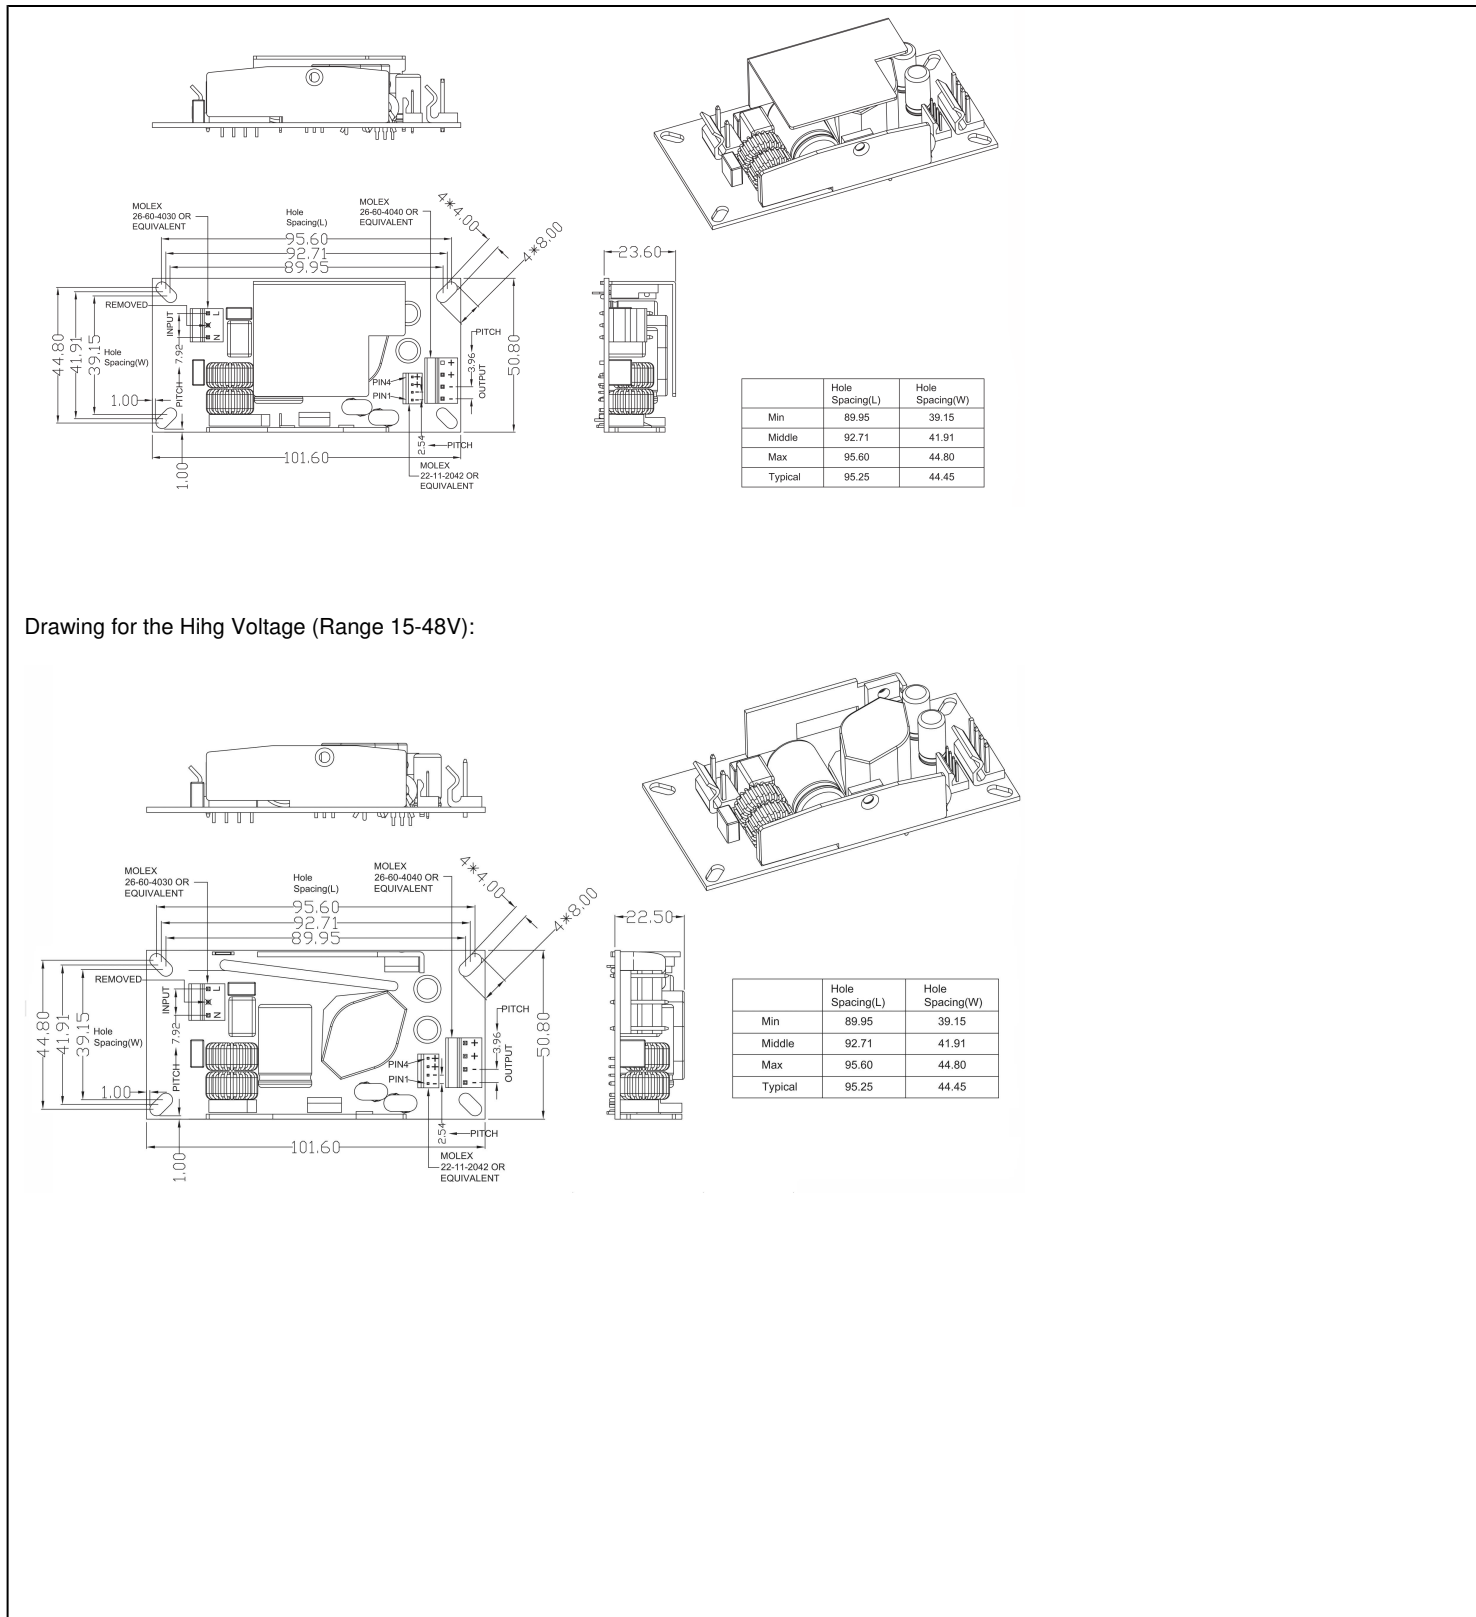 MOLEX
26-60-4030 OR
EQUIVALENT
Hole
Spacing(L)
MOLEX
26-60-4040 OR
EQUIVALENT
4*4.00
4*8.00
95.60
92.71
89.95
23.60
REMOVED
INPUT
L
N
7.92
PITCH
44.80
41.91
39.15
Hole
Spacing(W)
1.00
1.00
PIN4
PIN1
+
+
-
-
+
+
-
-
PITCH
3.96
OUTPUT
50.80
2.54
PITCH
101.60
MOLEX
22-11-2042 OR
EQUIVALENT
Hole Hole
Spacing(L) Spacing(W)
Min 89.95 39.15
Middle 92.71 41.91
Max 95.60 44.80
Typical 95.25 44.45
Drawing for the Hihg Voltage (Range 15-48V):
MOLEX
26-60-4030 OR
EQUIVALENT
Hole
Spacing(L)
MOLEX
26-60-4040 OR
EQUIVALENT
4*4.00
4*8.00
95.60
92.71
89.95
22.50
REMOVED
INPUT
L
N
7.92
PITCH
44.80
41.91
39.15
Hole
Spacing(W)
1.00
1.00
PIN4
PIN1
+
+
-
-
+
+
-
-
PITCH
3.96
OUTPUT
50.80
2.54
PITCH
101.60
MOLEX
22-11-2042 OR
EQUIVALENT
Hole Hole
Spacing(L) Spacing(W)
Min 89.95 39.15
Middle 92.71 41.91
Max 95.60 44.80
Typical 95.25 44.45